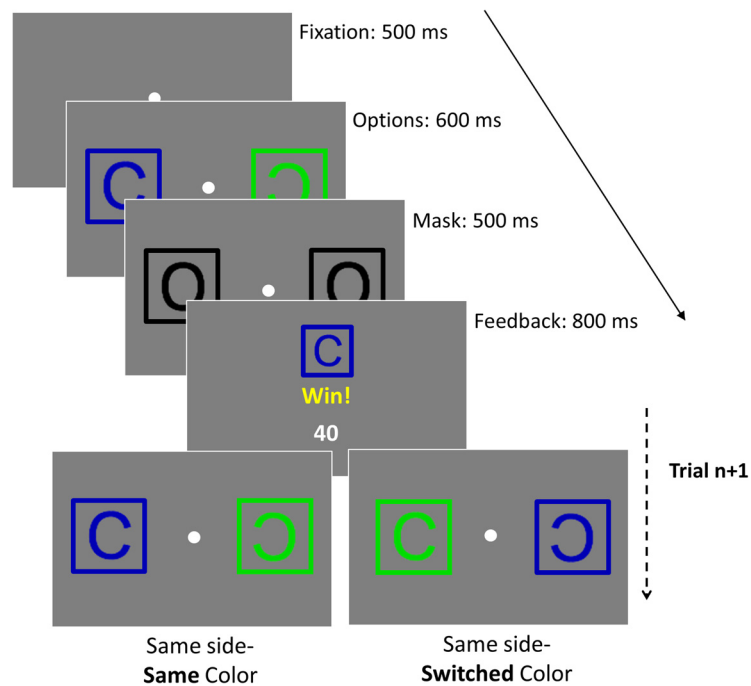 Fixation: 500 ms
Options: 600 ms
C Ɔ
Mask: 500 ms
O O
Feedback: 800 ms
C
Win!
40
Trial n+1
C Ɔ
C Ɔ
Same side-
Same Color
Same side-
Switched Color